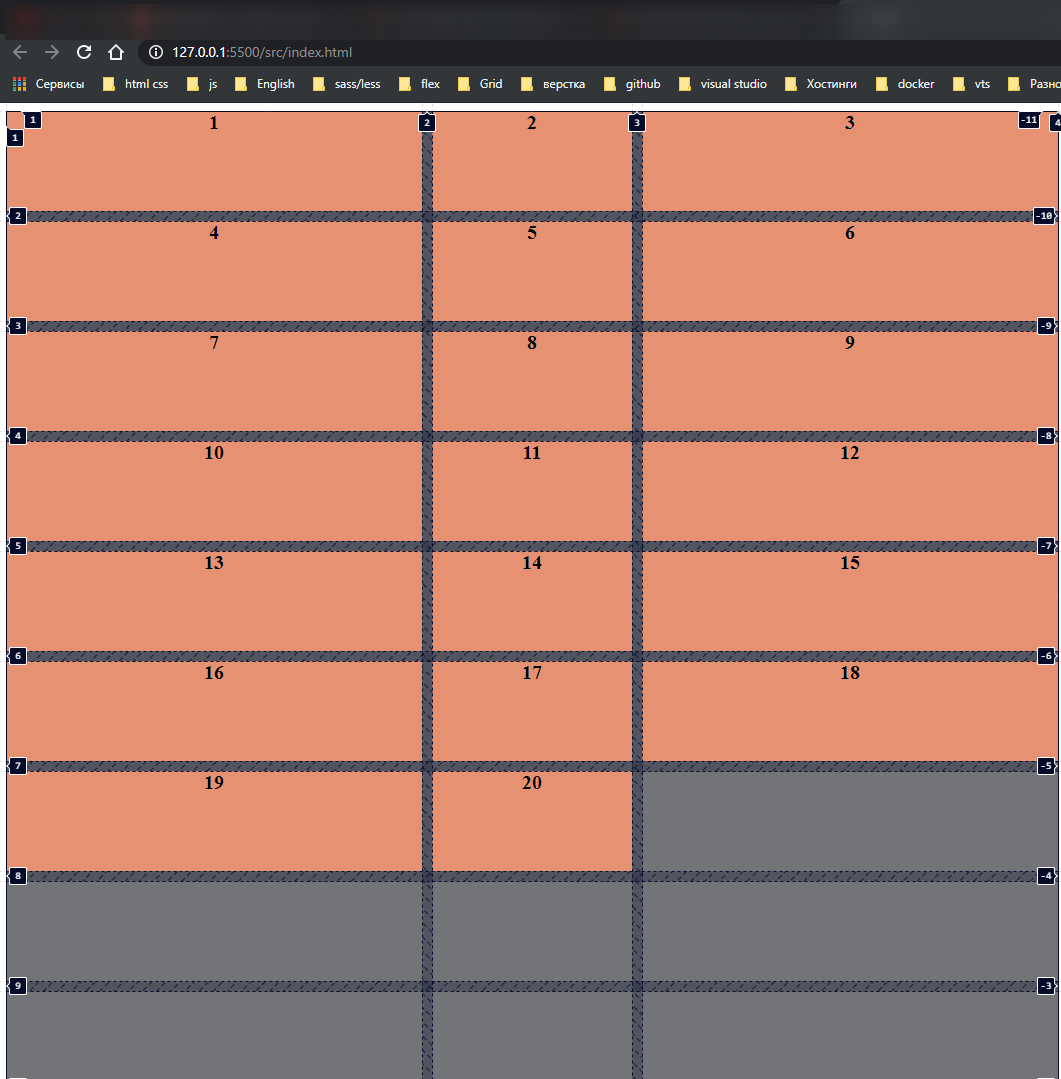 127.0.0.1:5500/src/index.html
Сервисы html css js English sass/less flex Grid верстка github visual studio Хостинги docker vts Разно
1 1 2 2 3 3 -11 4
1
2 -10
4 5 6
3 -9
7 8 9
4 -8
10 11 12
5 -7
13 14 15
6 -6
16 17 18
7 -5
19 20
8 -4
9 -3